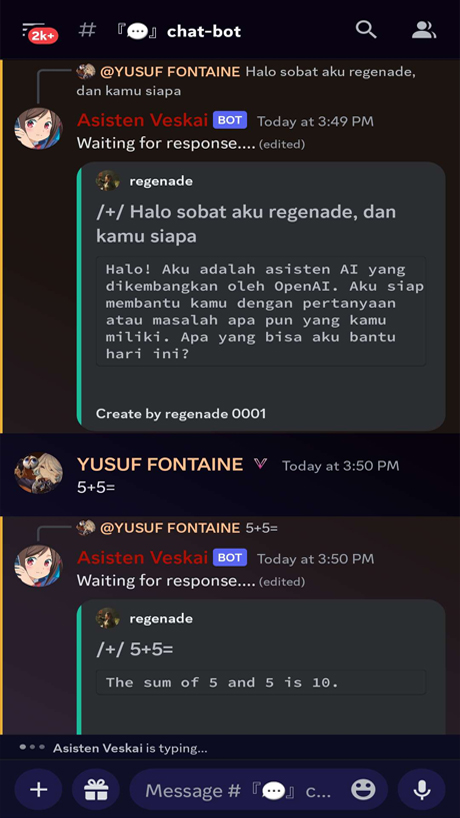 2k+ # 『💬』 chat-bot
@YUSUF FONTAINE Halo sobat aku regenade,
dan kamu siapa
Asisten Veskai BOT Today at 3:49 PM
Waiting for response.... (edited)
regenade
/+/ Halo sobat aku regenade, dan
kamu siapa
Halo! Aku adalah asisten AI yang
dikembangkan oleh OpenAI. Aku siap
membantu kamu dengan pertanyaan
atau masalah apa pun yang kamu
miliki. Apa yang bisa aku bantu
hari ini?
Create by regenade 0001
YUSUF FONTAINE Today at 3:50 PM
5+5=
@YUSUF FONTAINE 5+5=
Asisten Veskai BOT Today at 3:50 PM
Waiting for response.... (edited)
regenade
/+/ 5+5=
The sum of 5 and 5 is 10.
Asisten Veskai is typing...
Message # 『💬』 c...